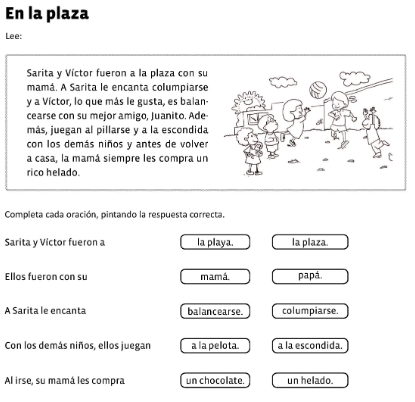 En la plaza
Lee:
Sarita y Víctor fueron a la plaza con su
mamá. A Sarita le encanta columpiarse
y a Víctor, lo que más le gusta, es balan-
cearse con su mejor amigo, Juanito. Ade-
más, juegan al pillarse y a la escondida
con los demás niños y antes de volver
a casa, la mamá siempre les compra un
rico helado.
Completa cada oración, pintando la respuesta correcta.
Sarita y Víctor fueron a la playa. la plaza.
Ellos fueron con su mamá. papá.
A Sarita le encanta balancearse. columpiarse.
Con los demás niños, ellos juegan a la pelota. a la escondida.
Al irse, su mamá les compra un chocolate. un helado.